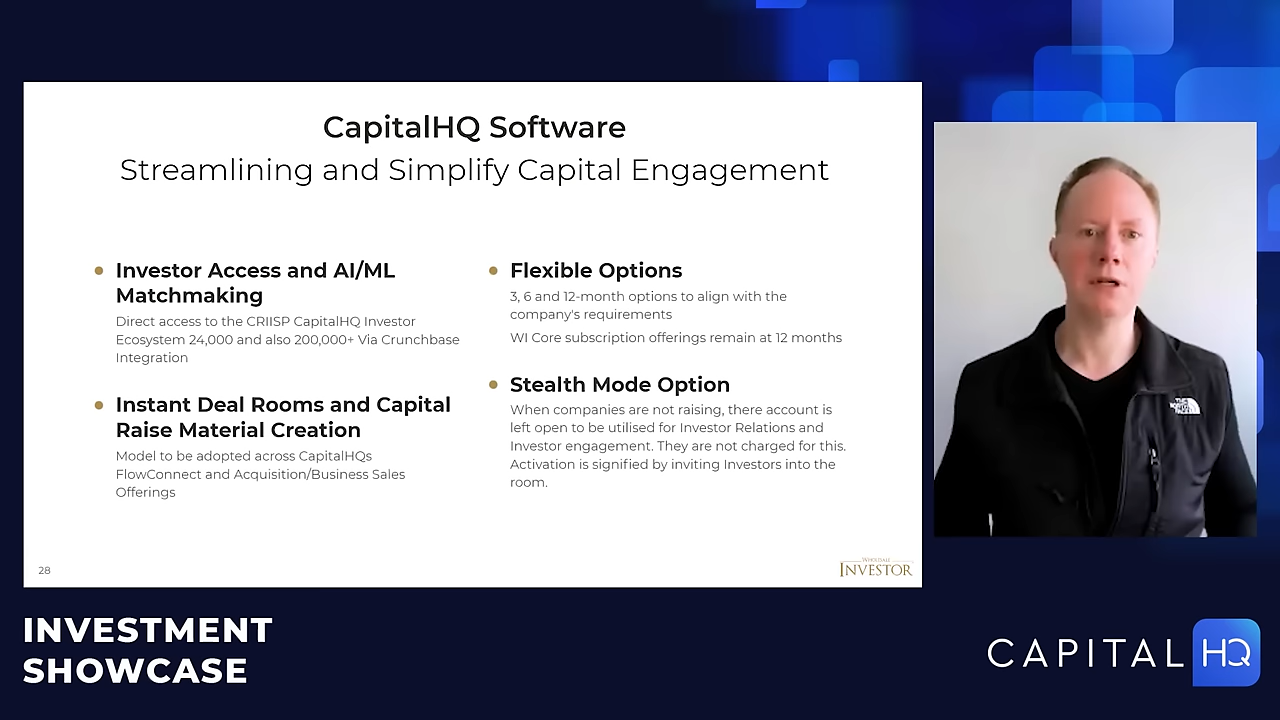 CapitalHQ Software
Streamlining and Simplify Capital Engagement
Investor Access and AI/ML
Matchmaking
Direct access to the CRIISP CapitalHQ Investor
Ecosystem 24,000 and also 200,000+ Via Crunchbase
Integration
Instant Deal Rooms and Capital
Raise Material Creation
Model to be adopted across CapitalHQs
FlowConnect and Acquisition/Business Sales
Offerings
Flexible Options
3, 6 and 12-month options to align with the
company's requirements
WI Core subscription offerings remain at 12 months
Stealth Mode Option
When companies are not raising, there account is
left open to be utilised for Investor Relations and
Investor engagement. They are not charged for this.
Activation is signified by inviting Investors into the
room.
28
WHOLESALE
INVESTOR
INVESTMENT
SHOWCASE
CAPITAL HQ